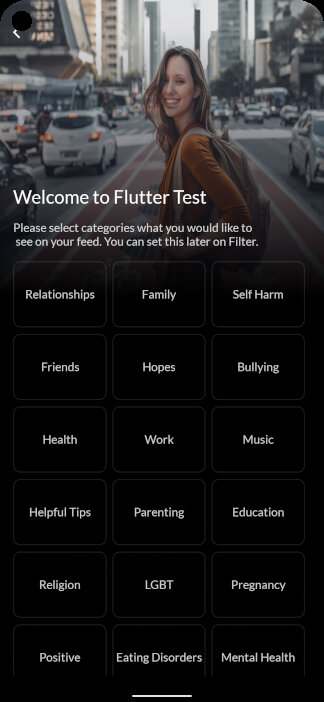 Welcome to Flutter Test
Please select categories what you would like to
see on your feed. You can set this later on Filter.
Relationships
Family
Self Harm
Friends
Hopes
Bullying
Health
Work
Music
Helpful Tips
Parenting
Education
Religion
LGBT
Pregnancy
Positive
Eating Disorders
Mental Health